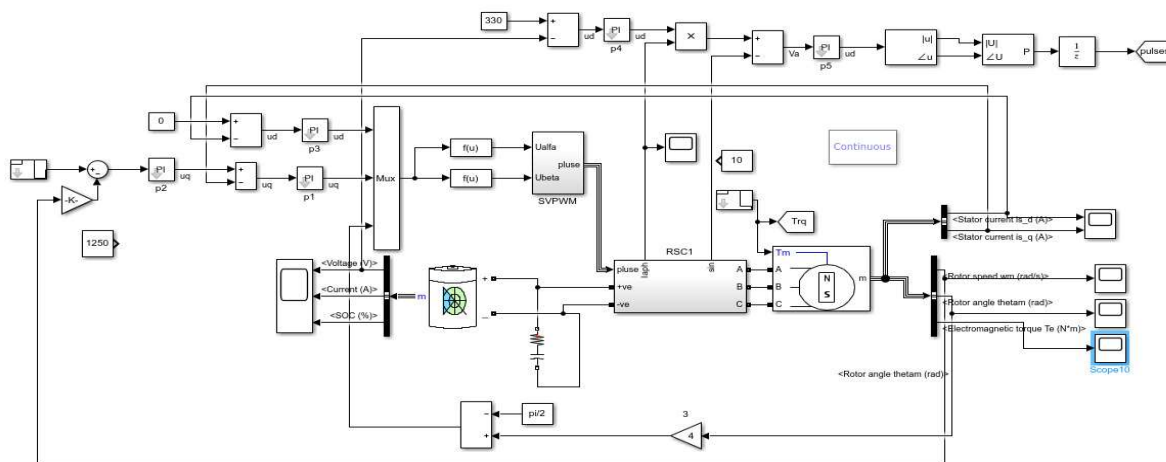 330
+
−
ud
PI
ud
p4
×
+
−
Va
PI
ud
p5
|u|
∠u
|U|
∠U
P
1
z
pulses
0
+
−
ud
PI
ud
p3
+
−
PI
uq
p2
+
−
uq
PI
uq
p1
-K-
1250
Mux
f(u)
f(u)
Ualfa
Ubeta
pluse
SVPWM
10
Continuous
Trq
RSC1
pluse
Iaph
sin
+ve
-ve
A
B
C
Tm
A
B
C
N
S
m
<Stator current is_d (A)>
<Stator current is_q (A)>
<Voltage (V)>
<Current (A)>
<SOC (%)>
m
+
−
<Rotor speed wm (rad/s)>
<Rotor angle thetam (rad)>
<Electromagnetic torque Te (N*m)>
Scope10
<Rotor angle thetam (rad)>
−
+
pi/2
3
4